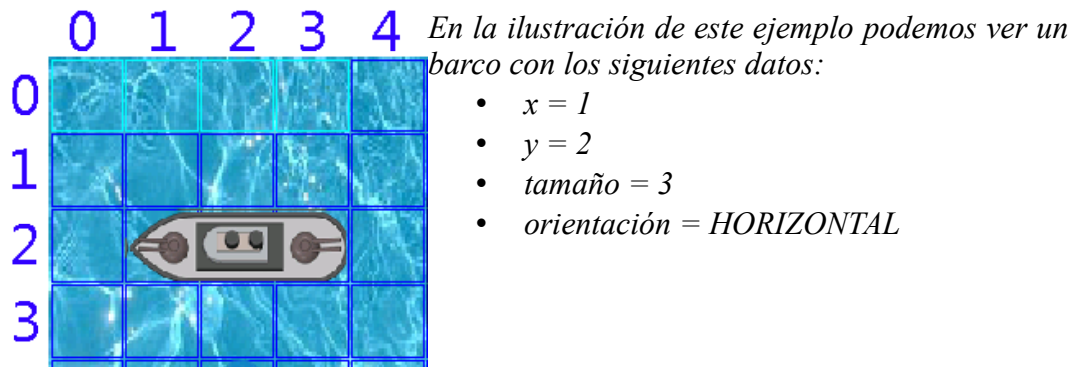 0 1 2 3 4
En la ilustración de este ejemplo podemos ver un
barco con los siguientes datos:
0
• x = 1
• y = 2
1
• tamaño = 3
• orientación = HORIZONTAL
2
3